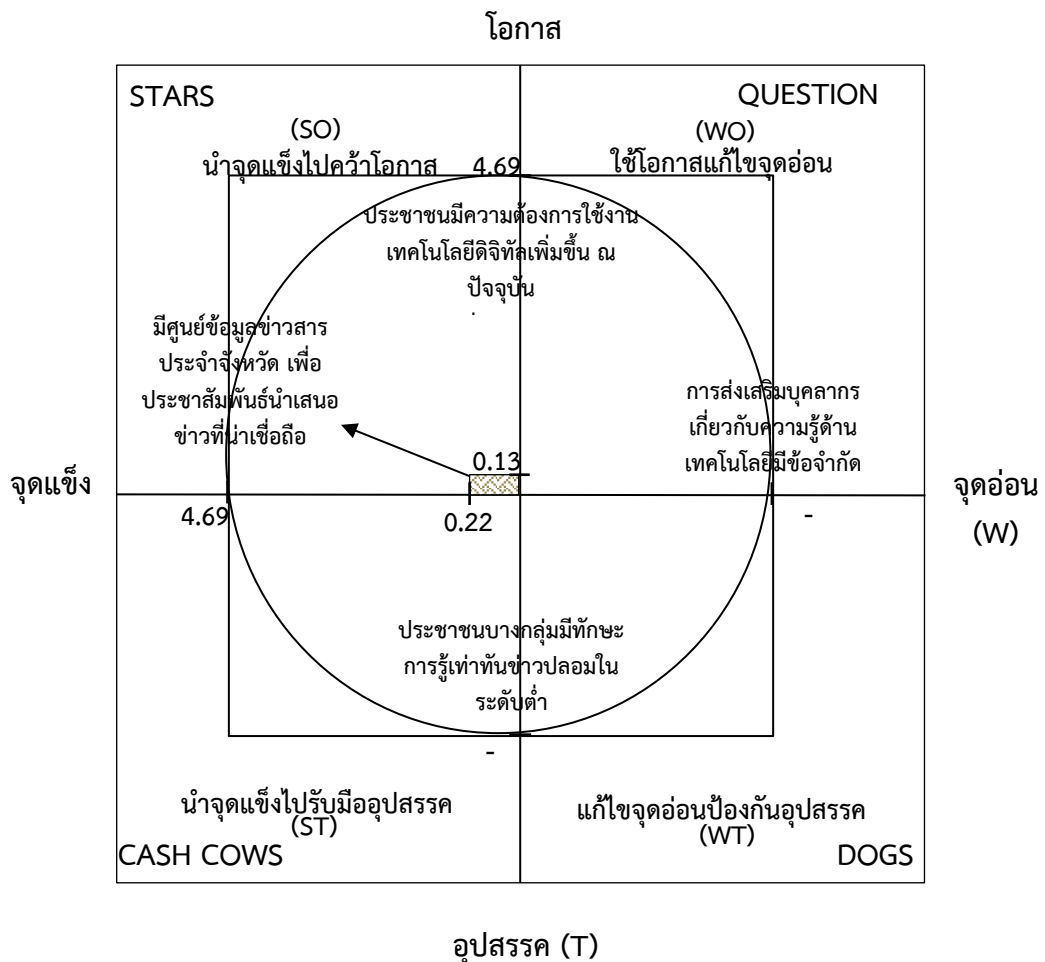 โอกาส
STARS
QUESTION
(SO)
(WO)
นำจุดแข็งไปคว้าโอกาส
4.69
ใช้โอกาสแก้ไขจุดอ่อน
ประชาชนมีความต้องการใช้งาน
เทคโนโลยีดิจิทัลเพิ่มขึ้น ณ
ปัจจุบัน
.
มีศูนย์ข้อมูลข่าวสาร
ประจำจังหวัด เพื่อ
ประชาสัมพันธ์นำเสนอ
ข่าวที่น่าเชื่อถือ
การส่งเสริมบุคลากร
เกี่ยวกับความรู้ด้าน
เทคโนโลยีมีข้อจำกัด
0.13
จุดแข็ง
จุดอ่อน
(W)
4.69
0.22
-
ประชาชนบางกลุ่มมีทักษะ
การรู้เท่าทันข่าวปลอมใน
ระดับต่ำ
-
นำจุดแข็งไปรับมืออุปสรรค
(ST)
แก้ไขจุดอ่อนป้องกันอุปสรรค
(WT)
CASH COWS
DOGS
อุปสรรค (T)